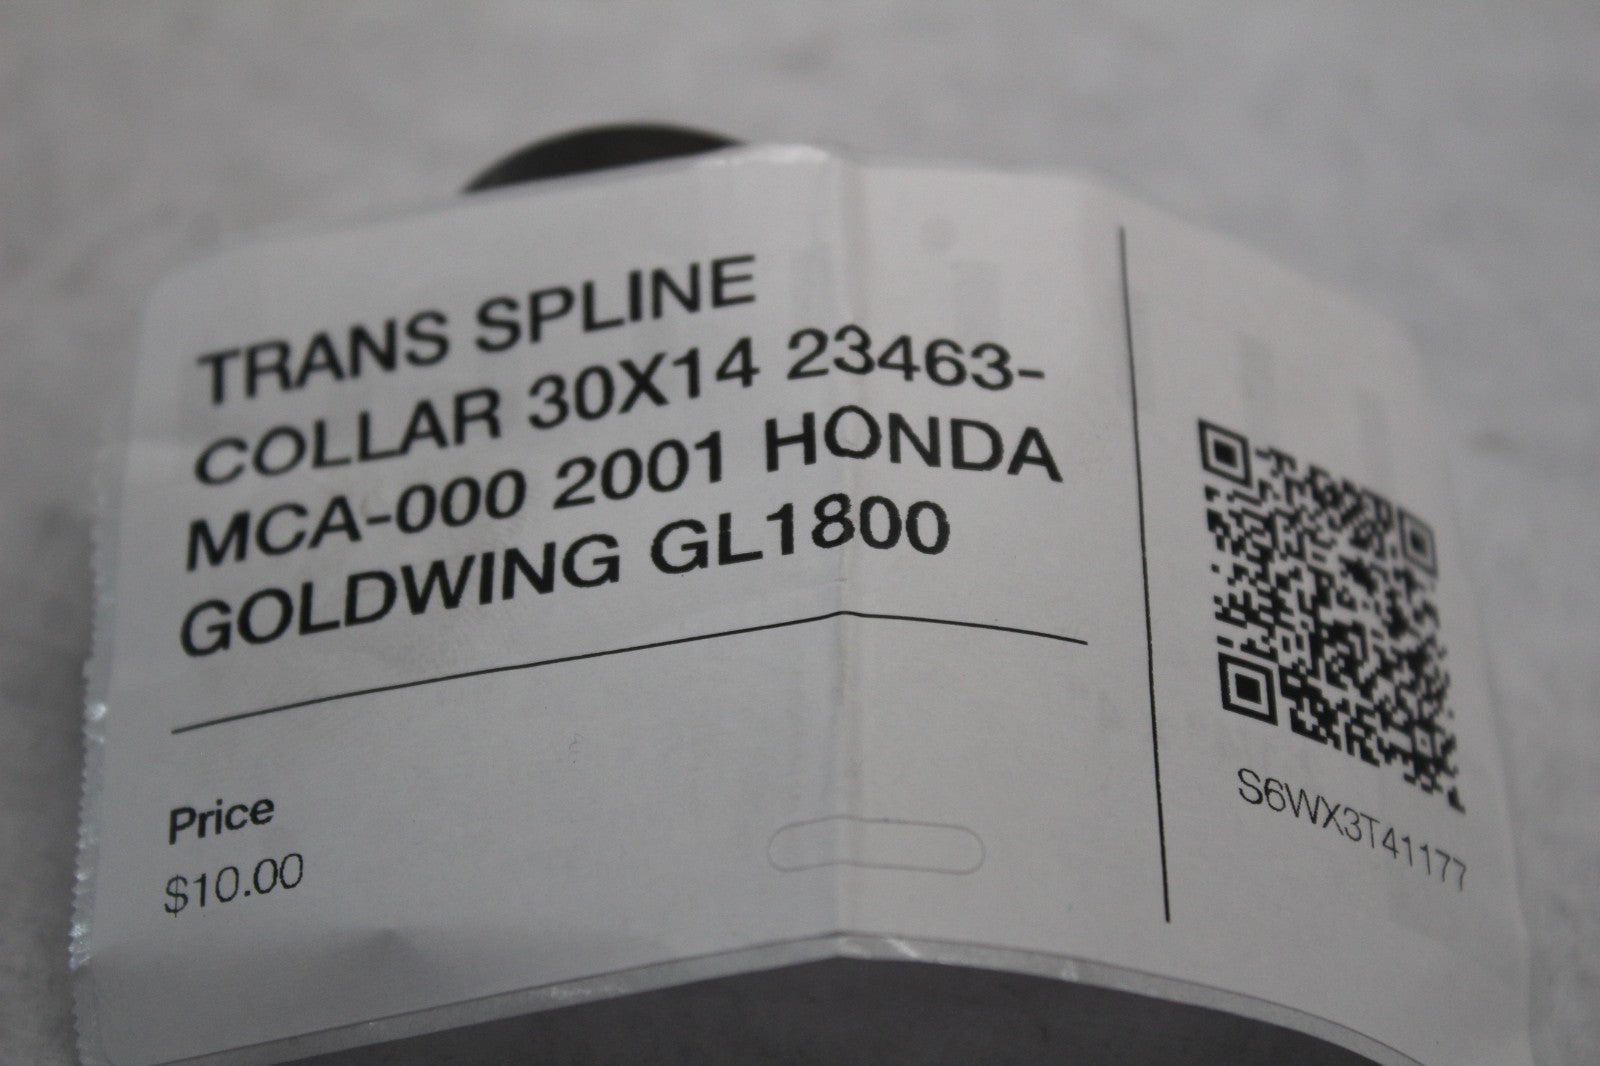 TRANS SPLINE
COLLAR 30X14 23463-
MCA-000 2001 HONDA
GOLDWING GL1800
Price
$10.00
S6WX3T41177